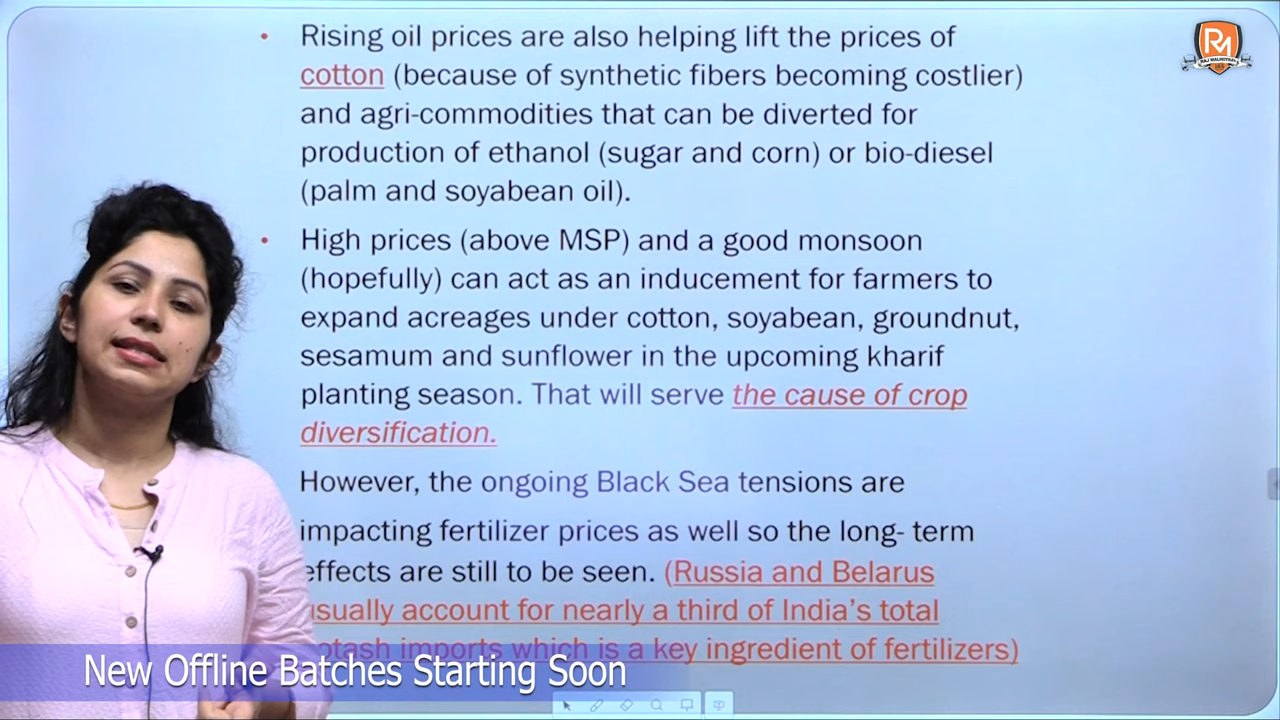 Rising oil prices are also helping lift the prices of
cotton (because of synthetic fibers becoming costlier)
and agri-commodities that can be diverted for
production of ethanol (sugar and corn) or bio-diesel
(palm and soyabean oil).
High prices (above MSP) and a good monsoon
(hopefully) can act as an inducement for farmers to
expand acreages under cotton, soyabean, groundnut,
sesamum and sunflower in the upcoming kharif
planting season. That will serve the cause of crop
diversification.
However, the ongoing Black Sea tensions are
impacting fertilizer prices as well so the long- term
effects are still to be seen. (Russia and Belarus
usually account for nearly a third of India's total
potash imports which is a key ingredient of fertilizers)
New Offline Batches Starting Soon
RM
RAJ MALHOTRA'S
IAS